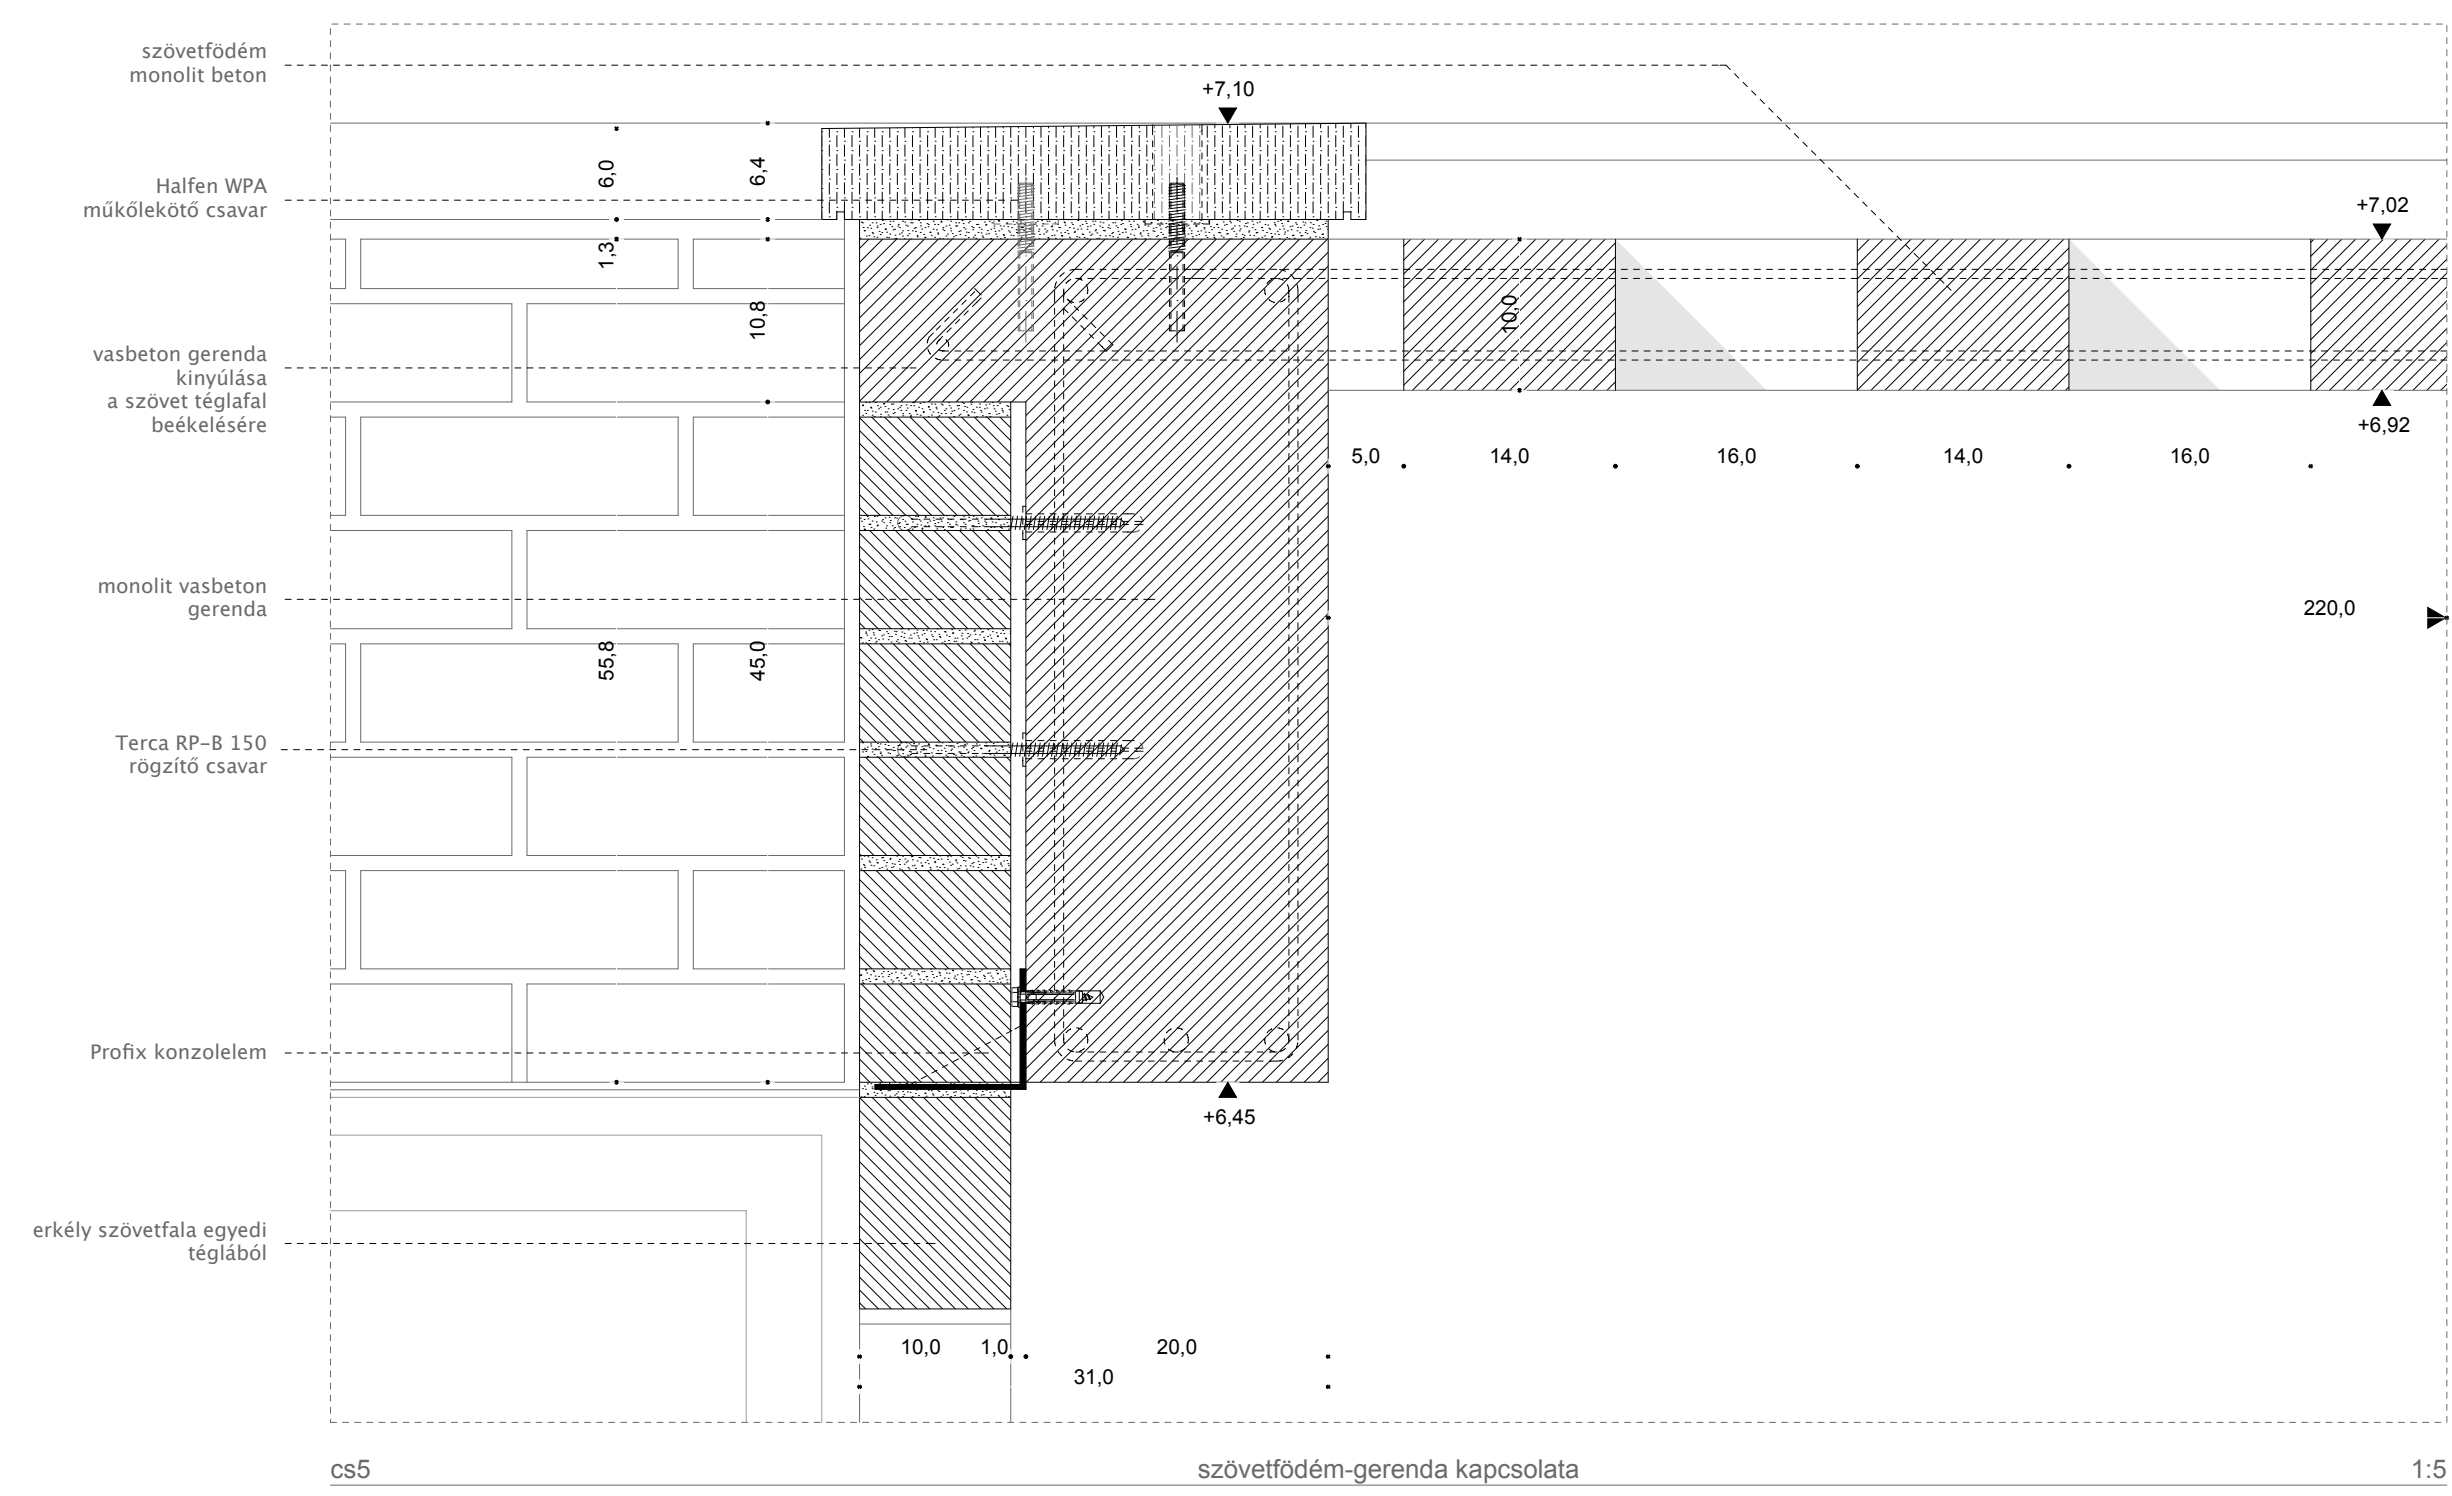 szövetfödém
monolit beton
+7,10
6,0
6,4
Halfen WPA
műkőlekötő csavar
+7,02
1,3
10,8
10,0
vasbeton gerenda
kinyúlása
a szövet téglafal
beékelésére
+6,92
5,0
14,0
16,0
14,0
16,0
monolit vasbeton
gerenda
220,0
55,8
45,0
Terca RP–B 150
rögzítő csavar
Profix konzolelem
+6,45
erkély szövetfala egyedi
téglából
10,0
1,0
20,0
31,0
cs5
szövetfödém-gerenda kapcsolata
1:5